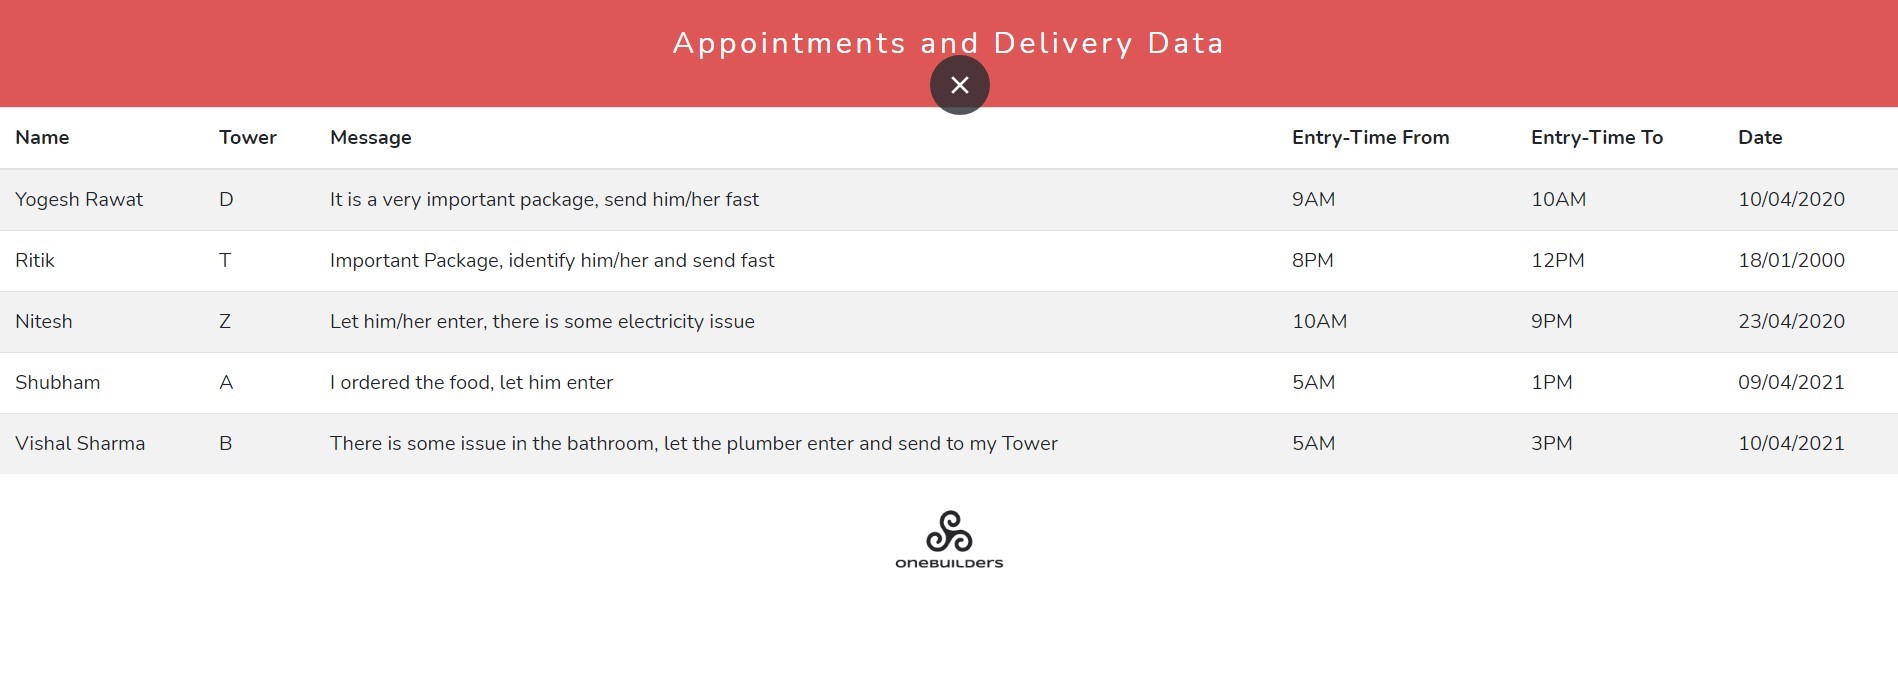 Appointments and Delivery Data
Name Tower Message Entry-Time From Entry-Time To Date
Yogesh Rawat D It is a very important package, send him/her fast 9AM 10AM 10/04/2020
Ritik T Important Package, identify him/her and send fast 8PM 12PM 18/01/2000
Nitesh Z Let him/her enter, there is some electricity issue 10AM 9PM 23/04/2020
Shubham A I ordered the food, let him enter 5AM 1PM 09/04/2021
Vishal Sharma B There is some issue in the bathroom, let the plumber enter and send to my Tower 5AM 3PM 10/04/2021
oneBUILDers